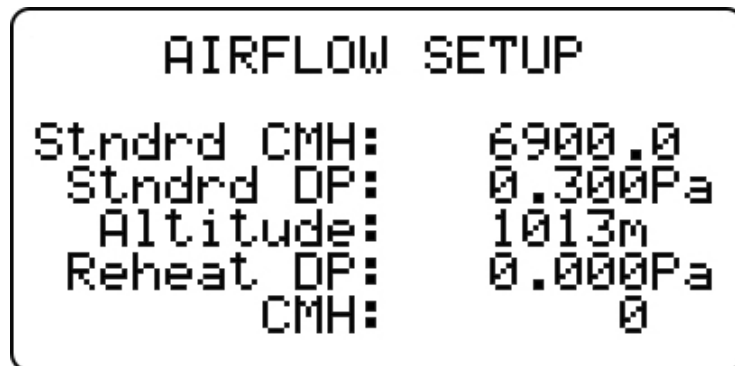 AIRFLOW SETUP
Stndrd CMH: 6900.0
Stndrd DP: 0.300Pa
Altitude: 1013m
Reheat DP: 0.000Pa
CMH: 0